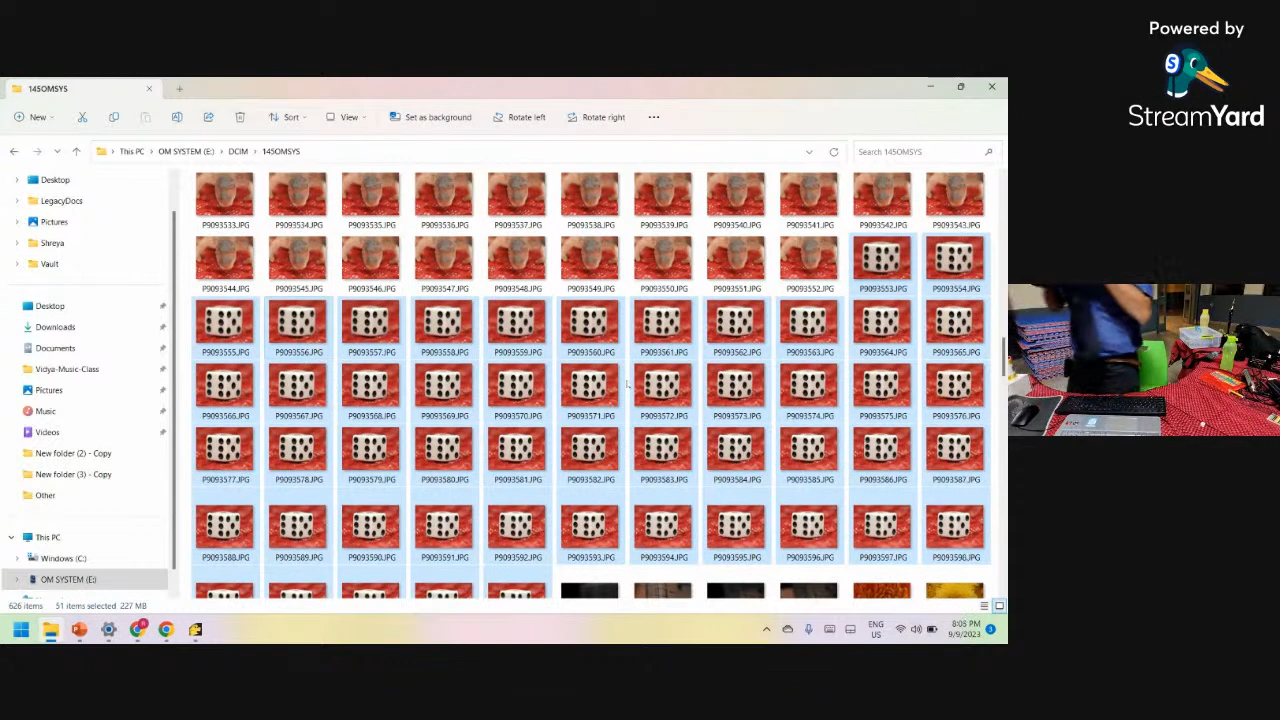 Powered by
StreamYard
145OMSYS
New
Sort
View
Set as background
Rotate left
Rotate right
This PC > OM SYSTEM (E:) > DCIM > 145OMSYS
Search 145OMSYS
Desktop
LegacyDocs
Pictures
Shreya
Vault
Desktop
Downloads
Documents
Vidya-Music-Class
Pictures
Music
Videos
New folder (2) - Copy
New folder (3) - Copy
Other
This PC
Windows (C:)
OM SYSTEM (E:)
P9093533.JPG P9093534.JPG P9093535.JPG P9093536.JPG P9093537.JPG P9093538.JPG P9093539.JPG P9093540.JPG P9093541.JPG P9093542.JPG P9093543.JPG
P9093544.JPG P9093545.JPG P9093546.JPG P9093547.JPG P9093548.JPG P9093549.JPG P9093550.JPG P9093551.JPG P9093552.JPG P9093553.JPG P9093554.JPG
P9093555.JPG P9093556.JPG P9093557.JPG P9093558.JPG P9093559.JPG P9093560.JPG P9093561.JPG P9093562.JPG P9093563.JPG P9093564.JPG P9093565.JPG
P9093566.JPG P9093567.JPG P9093568.JPG P9093569.JPG P9093570.JPG P9093571.JPG P9093572.JPG P9093573.JPG P9093574.JPG P9093575.JPG P9093576.JPG
P9093577.JPG P9093578.JPG P9093579.JPG P9093580.JPG P9093581.JPG P9093582.JPG P9093583.JPG P9093584.JPG P9093585.JPG P9093586.JPG P9093587.JPG
P9093588.JPG P9093589.JPG P9093590.JPG P9093591.JPG P9093592.JPG P9093593.JPG P9093594.JPG P9093595.JPG P9093596.JPG P9093597.JPG P9093598.JPG
626 items 51 items selected 227 MB
ENG
US
8:08 PM
9/9/2023
3